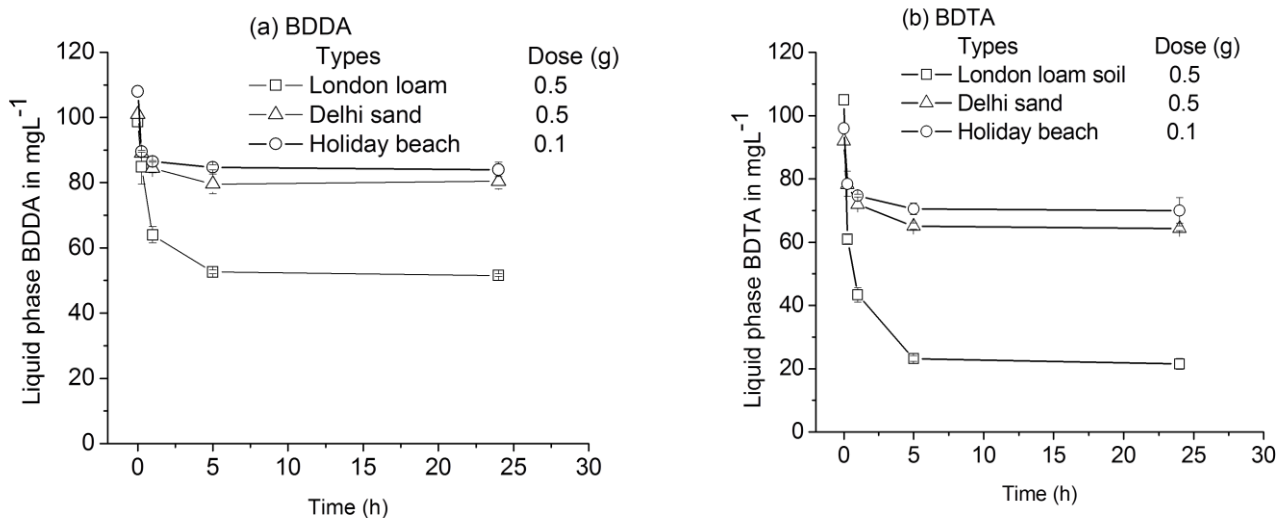 (a) BDDA
Types Dose (g)
London loam 0.5
Delhi sand 0.5
Holiday beach 0.1
Liquid phase BDDA in mgL⁻¹
120
100
80
60
40
20
0
0 5 10 15 20 25 30
Time (h)
(b) BDTA
Types Dose (g)
London loam soil 0.5
Delhi sand 0.5
Holiday beach 0.1
Liquid phase BDTA in mgL⁻¹
120
100
80
60
40
20
0
0 5 10 15 20 25 30
Time (h)